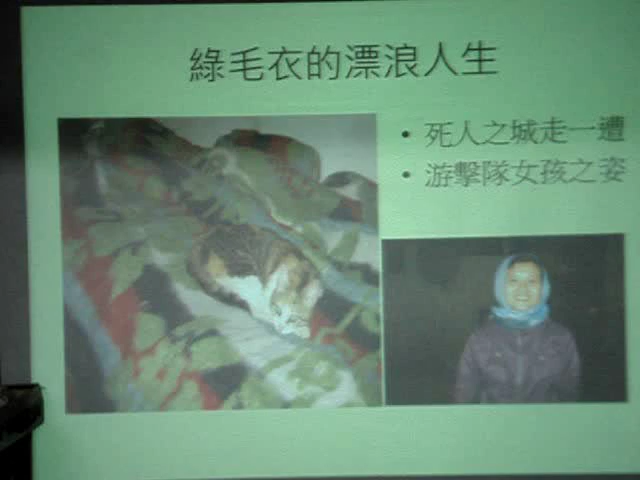 綠毛衣的漂浪人生
• 死人之城走一遭
• 游擊隊女孩之姿